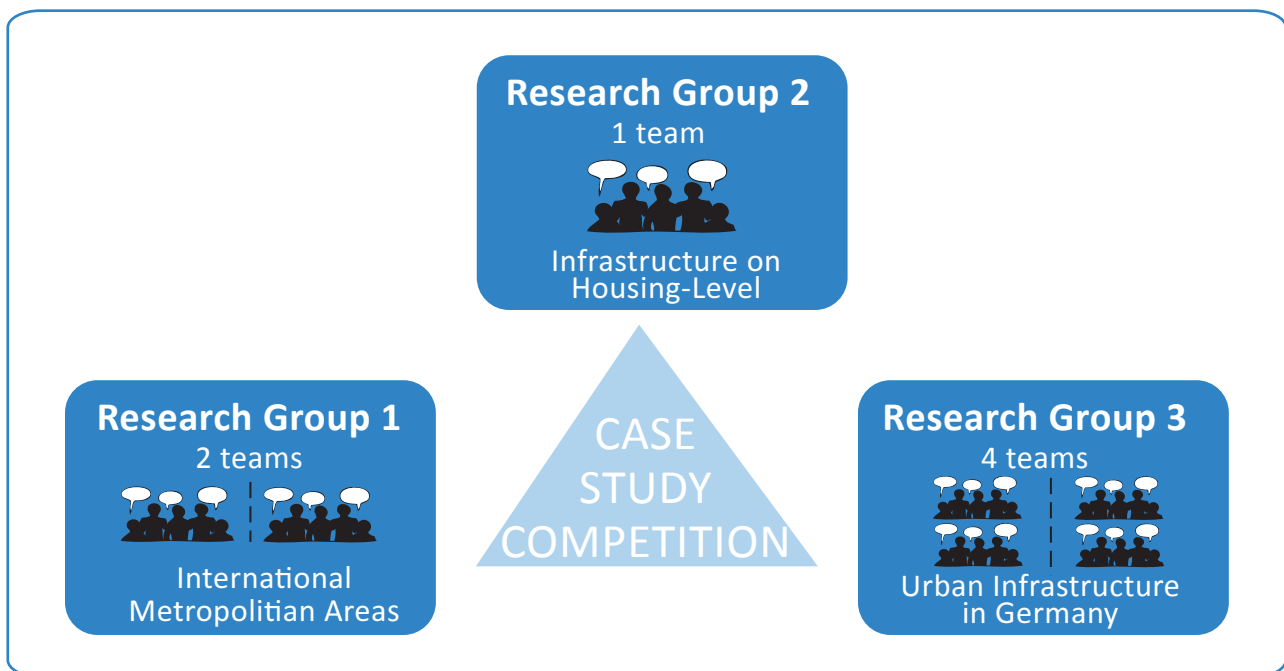 Research Group 2
1 team
Infrastructure on
Housing-Level
Research Group 1
2 teams
International
Metropolitian Areas
CASE
STUDY
COMPETITION
Research Group 3
4 teams
Urban Infrastructure
in Germany